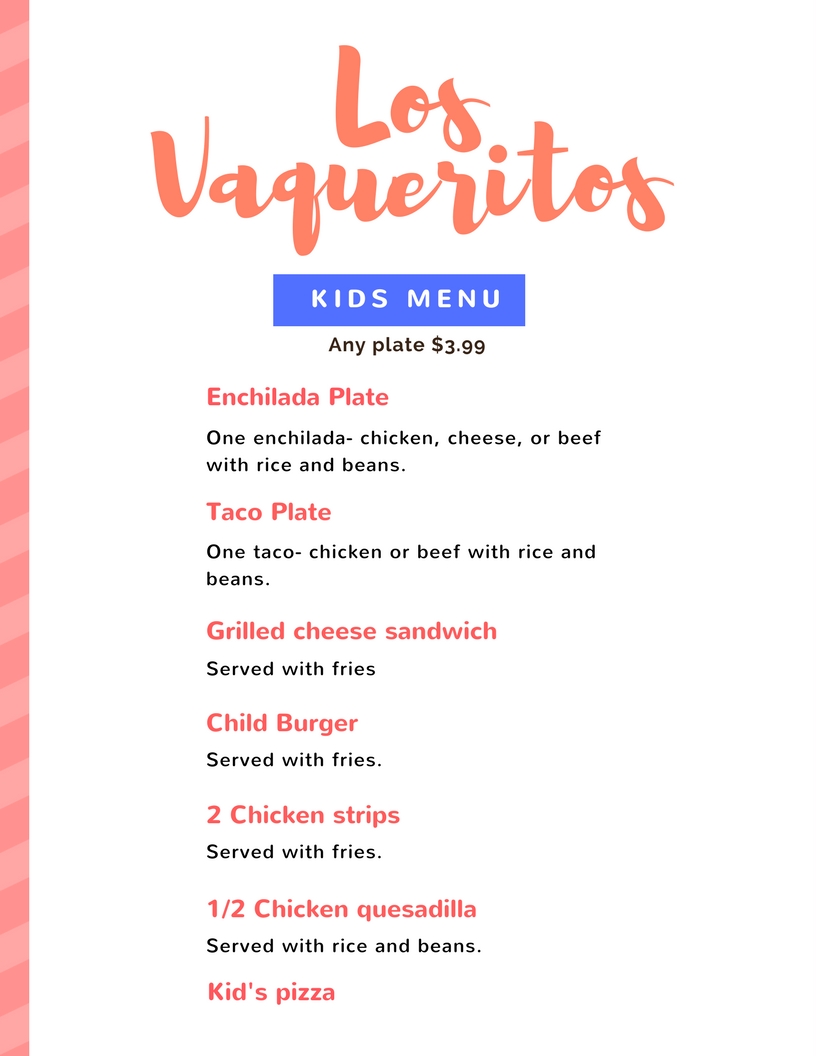 Los
Vaqueritos
KIDS MENU
Any plate $3.99
Enchilada Plate
One enchilada- chicken, cheese, or beef
with rice and beans.
Taco Plate
One taco- chicken or beef with rice and
beans.
Grilled cheese sandwich
Served with fries
Child Burger
Served with fries.
2 Chicken strips
Served with fries.
1/2 Chicken quesadilla
Served with rice and beans.
Kid's pizza